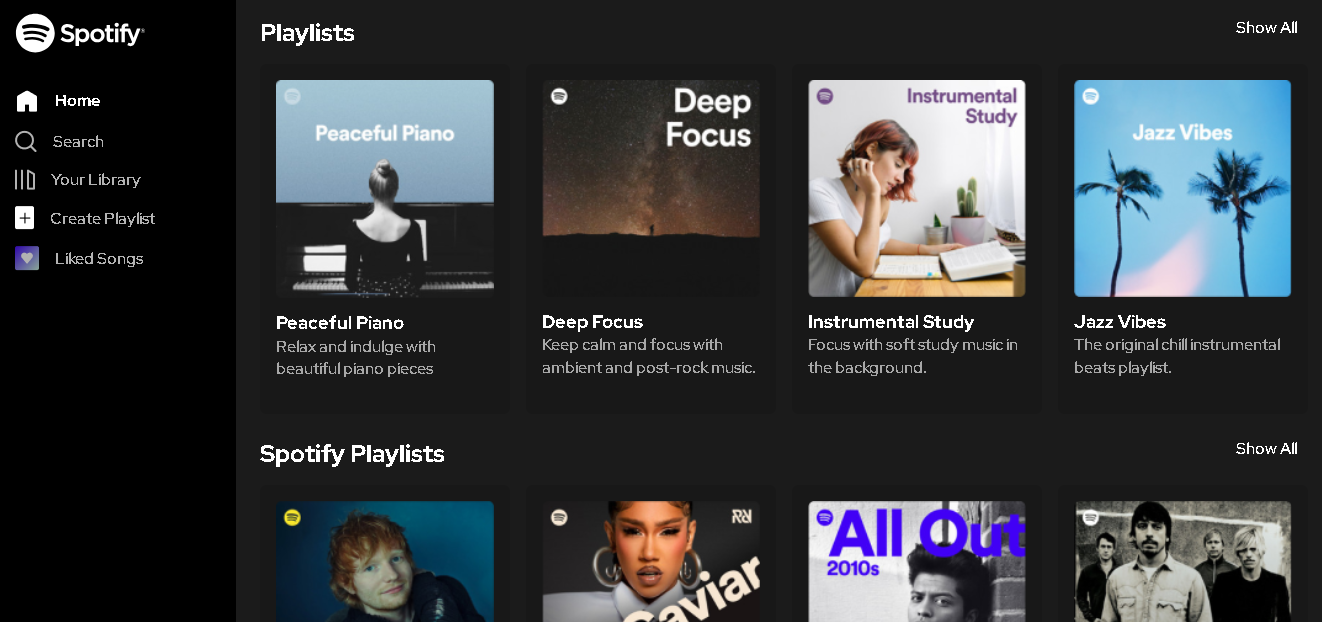 Spotify
Home
Search
Your Library
Create Playlist
Liked Songs
Playlists
Show All
Peaceful Piano
Peaceful Piano
Relax and indulge with
beautiful piano pieces
Deep
Focus
Deep Focus
Keep calm and focus with
ambient and post-rock music.
Instrumental
Study
Instrumental Study
Focus with soft study music in
the background.
Jazz Vibes
Jazz Vibes
The original chill instrumental
beats playlist.
Spotify Playlists
Show All
Caviar
All Out
2010s